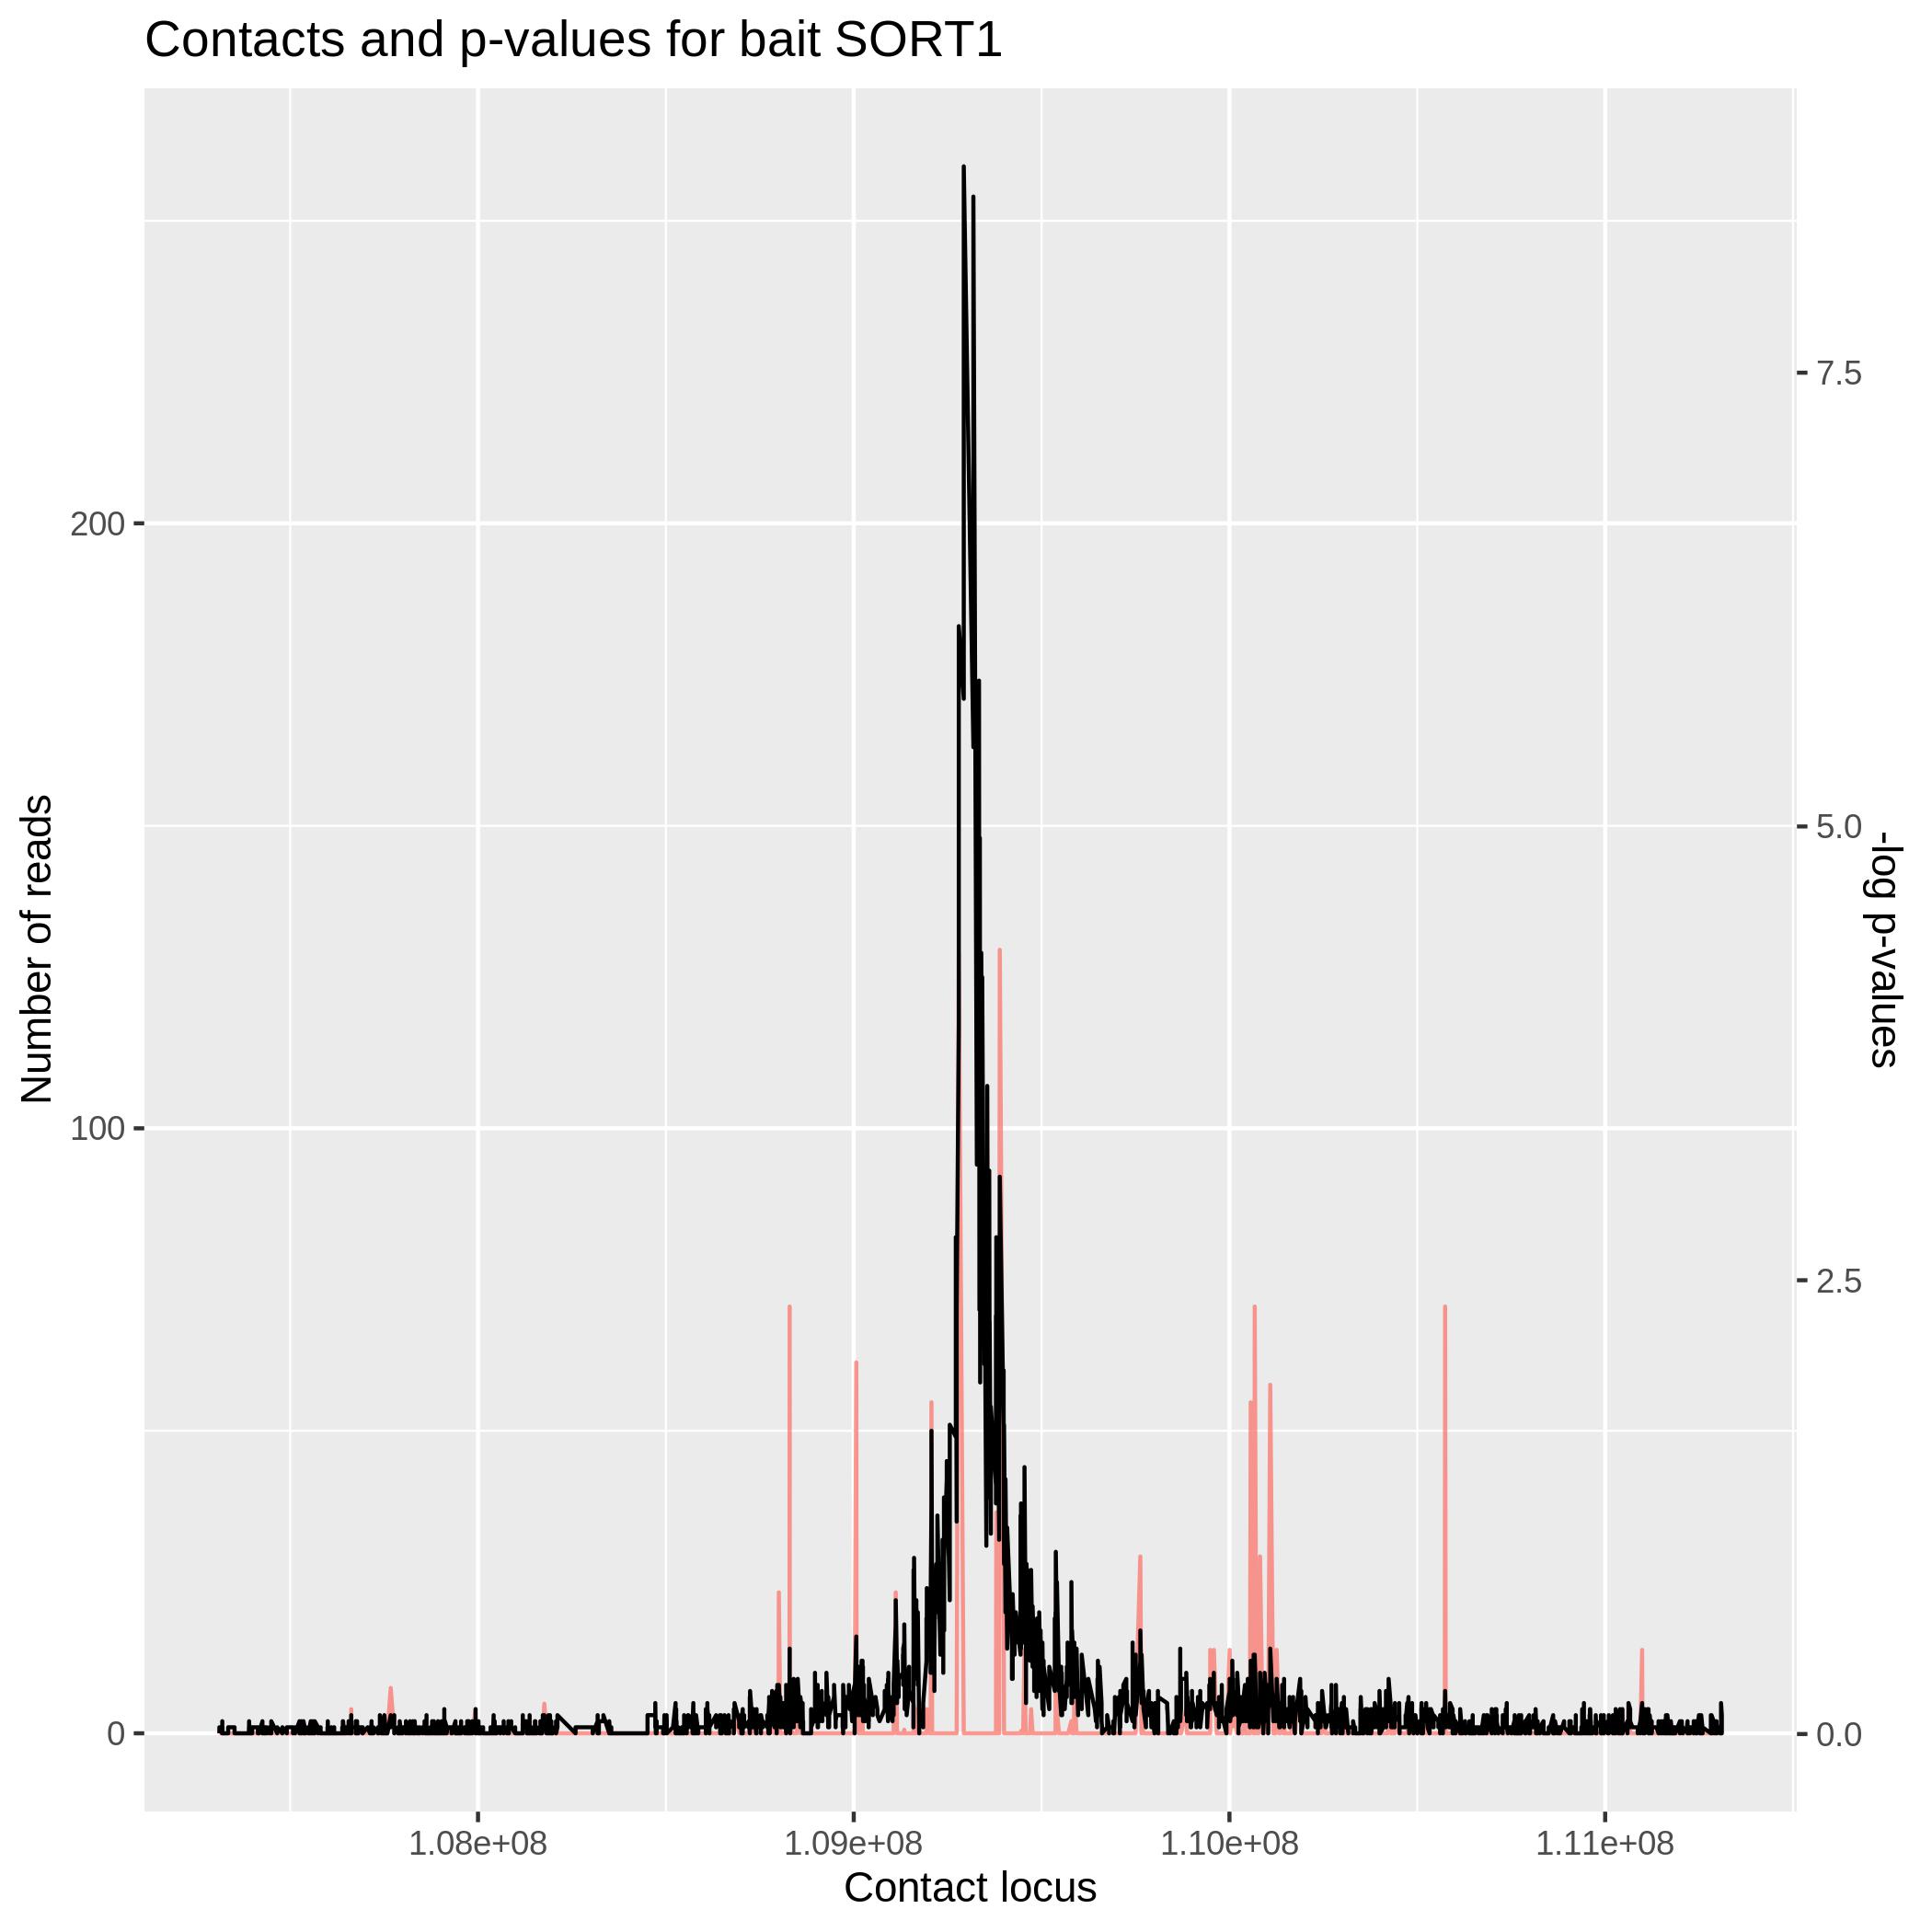 Contacts and p-values for bait SORT1
Number of reads
200
100
0
7.5
5.0
2.5
0.0
-log p-values
1.08e+08
1.09e+08
1.10e+08
1.11e+08
Contact locus